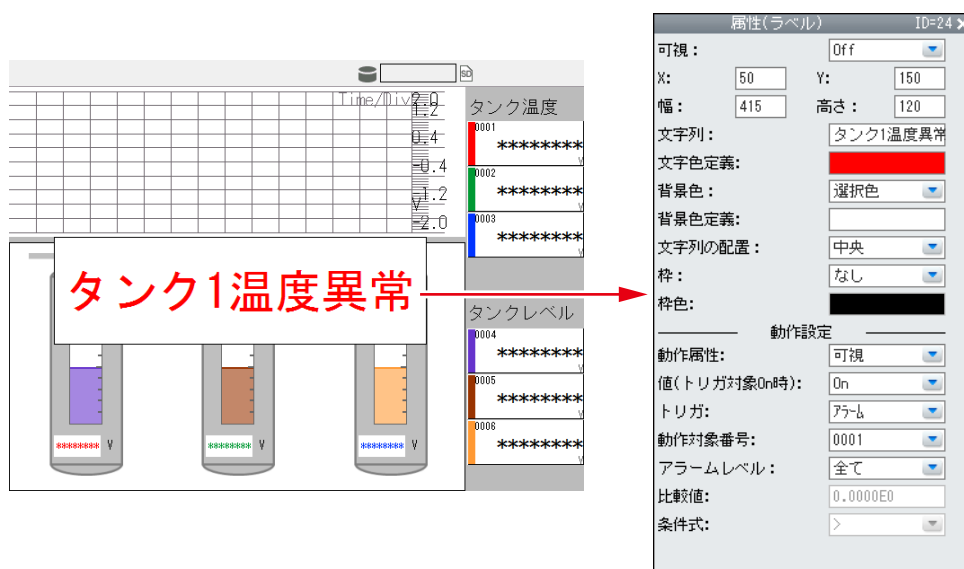 Time/Div
2.0
1.2
0.4
-0.4
-1.2
V
-2.0
SD
タンク温度
0001
********
V
0002
********
V
0003
********
V
タンク1温度異常
タンクレベル
0004
********
V
0005
********
V
0006
********
V
******** V
******** V
******** V
属性(ラベル) ID=24 ×
可視： Off
X: 50 Y: 150
幅： 415 高さ： 120
文字列： タンク1温度異常
文字色定義:
背景色： 選択色
背景色定義:
文字列の配置： 中央
枠： なし
枠色:
動作設定
動作属性: 可視
値(トリガ対象On時): On
トリガ: ｱﾗｰﾑ
動作対象番号: 0001
アラームレベル： 全て
比較値: 0.0000E0
条件式: >